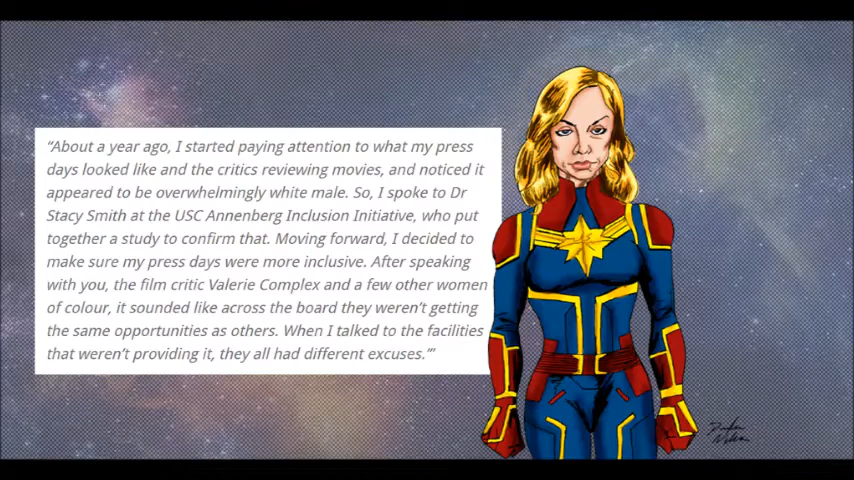 “About a year ago, I started paying attention to what my press
days looked like and the critics reviewing movies, and noticed it
appeared to be overwhelmingly white male. So, I spoke to Dr
Stacy Smith at the USC Annenberg Inclusion Initiative, who put
together a study to confirm that. Moving forward, I decided to
make sure my press days were more inclusive. After speaking
with you, the film critic Valerie Complex and a few other women
of colour, it sounded like across the board they weren’t getting
the same opportunities as others. When I talked to the facilities
that weren’t providing it, they all had different excuses.’”